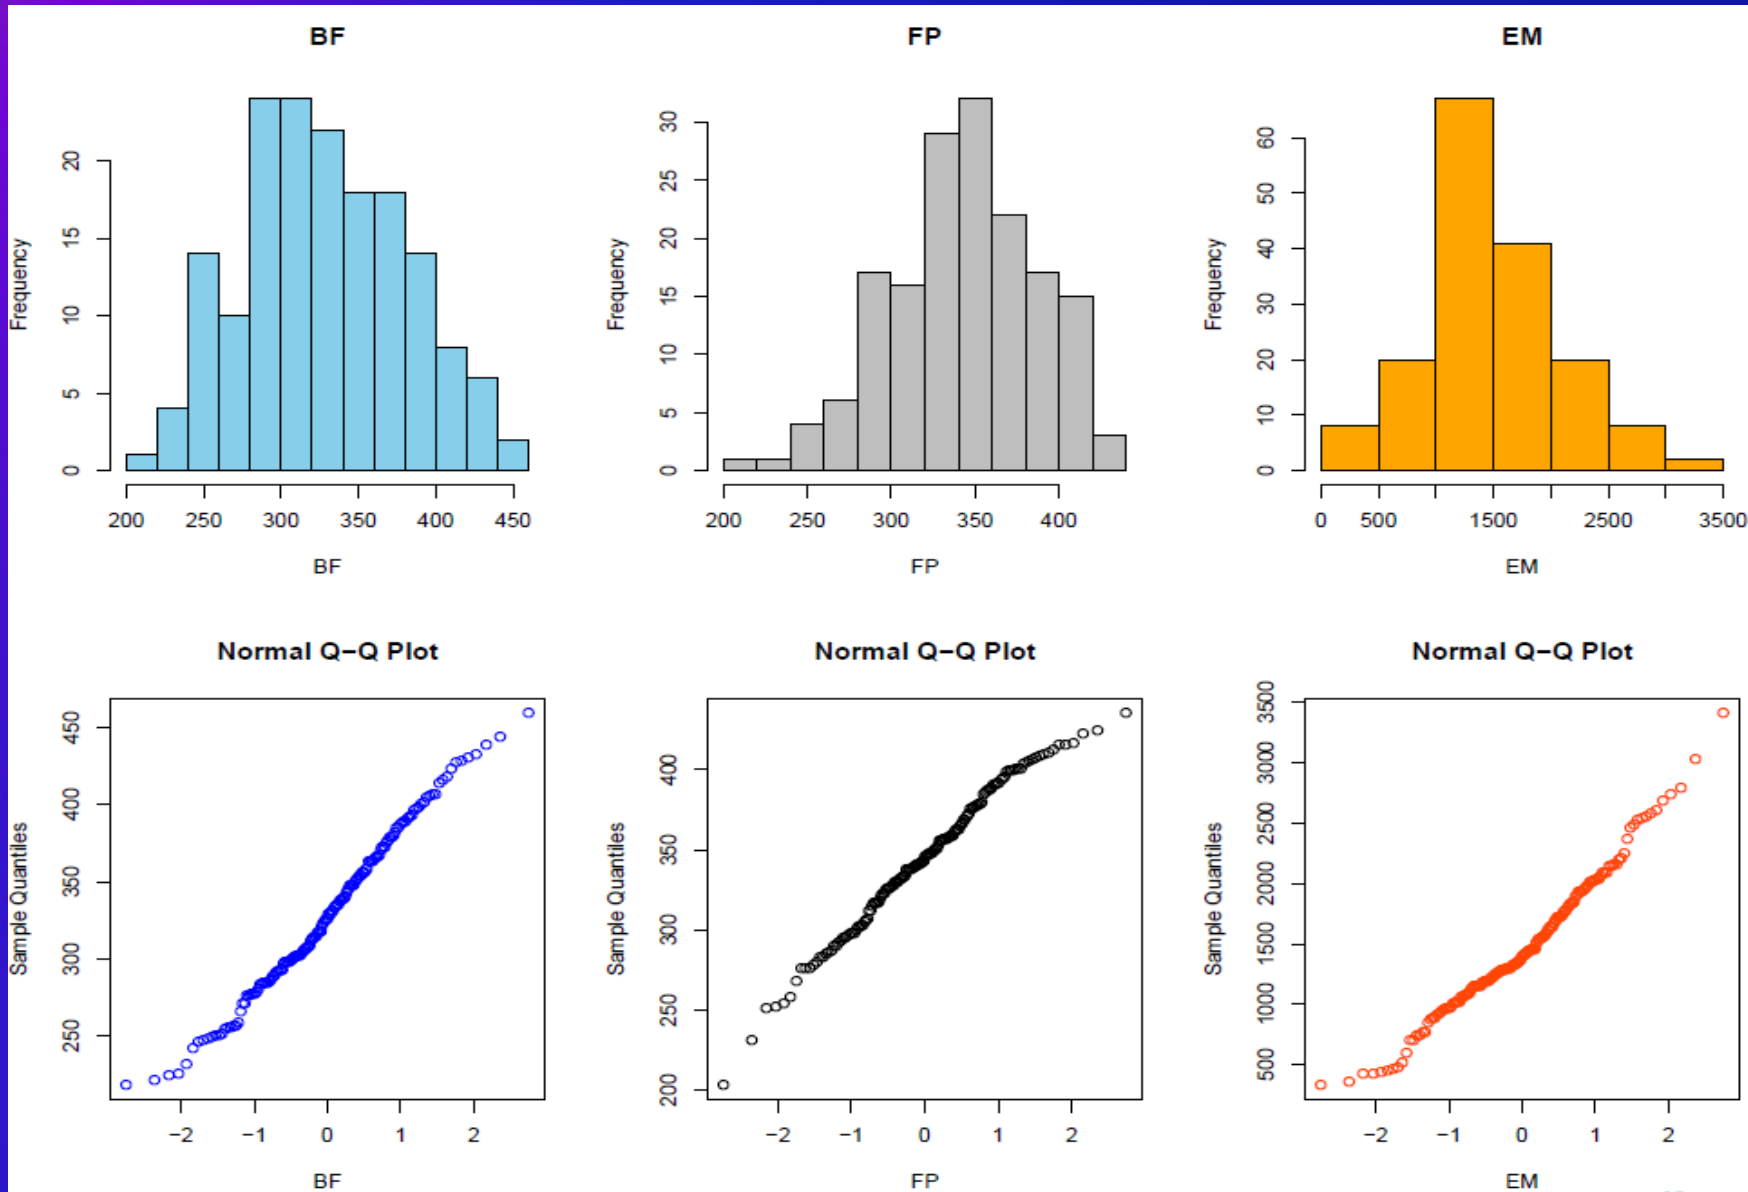 BF
FP
EM
Frequency
0 5 10 15 20
200 250 300 350 400 450
BF
Frequency
0 5 10 15 20 25 30
200 250 300 350 400
FP
Frequency
0 10 20 30 40 50 60
0 500 1500 2500 3500
EM
Normal Q−Q Plot
Normal Q−Q Plot
Normal Q−Q Plot
Sample Quantiles
250 300 350 400 450
−2 −1 0 1 2
BF
Sample Quantiles
200 250 300 350 400
−2 −1 0 1 2
FP
Sample Quantiles
500 1000 1500 2000 2500 3000 3500
−2 −1 0 1 2
EM